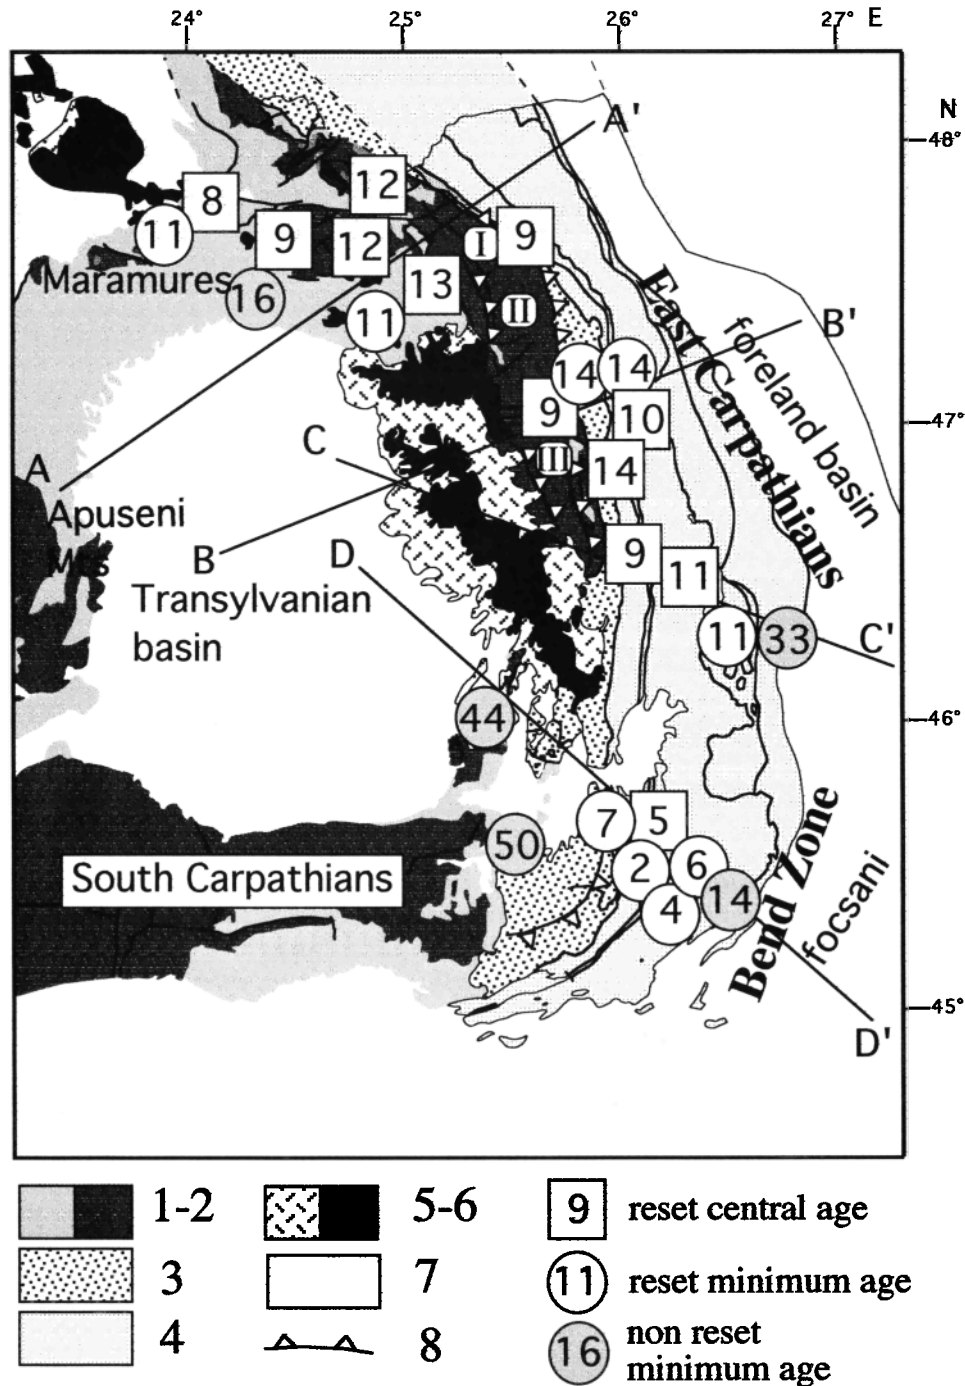 24° 25° 26° 27° E
N
48°
A'
12
8
11
9
12
I
9
Maramures
16
13
II
11
East Carpathians
foreland basin
B'
14
14
9
10
47°
C
A
III
14
Apuseni
Mts
B
D
9
11
Transylvanian
basin
11
33
C'
44
46°
7
5
50
2
6
South Carpathians
4
14
Bend Zone
focsani
45°
D'
1-2
5-6
9
reset central age
3
7
11
reset minimum age
4
8
16
non reset
minimum age